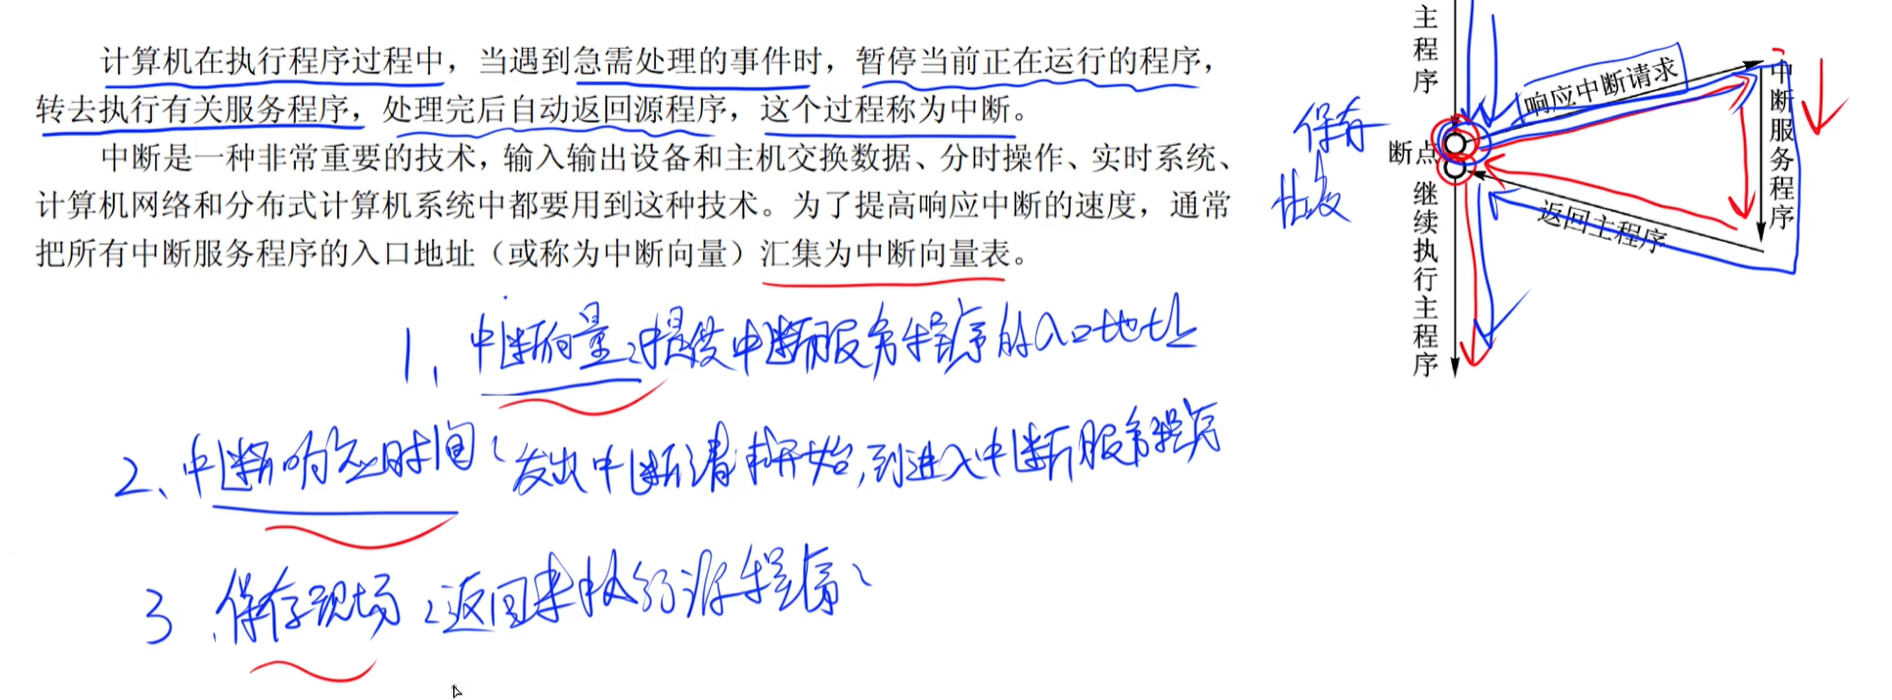 计算机在执行程序过程中，当遇到急需处理的事件时，暂停当前正在运行的程序，
转去执行有关服务程序，处理完后自动返回源程序，这个过程称为中断。
中断是一种非常重要的技术，输入输出设备和主机交换数据、分时操作、实时系统、
计算机网络和分布式计算机系统中都要用到这种技术。为了提高响应中断的速度，通常
把所有中断服务程序的入口地址（或称为中断向量）汇集为中断向量表。
主程序
响应中断请求
中断服务程序
保存
断点
继续执行主程序
返回主程序
1、中断向量：提供中断服务程序的入口地址
2、中断响应时间：发出中断请求开始，到进入中断服务程序
3、保存现场：返回来执行源程序、